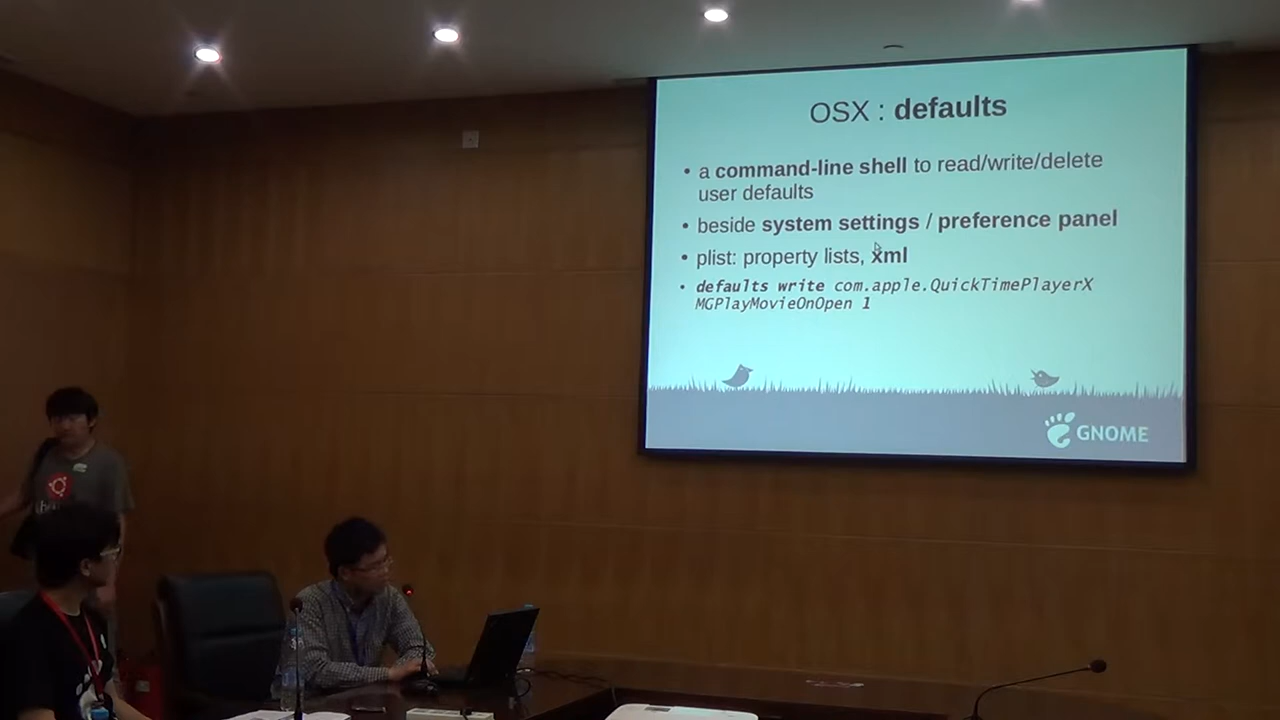 OSX : defaults
• a command-line shell to read/write/delete
user defaults
• beside system settings / preference panel
• plist: property lists, xml
• defaults write com.apple.QuickTimePlayerX
MGPlayMovieOnOpen 1
GNOME